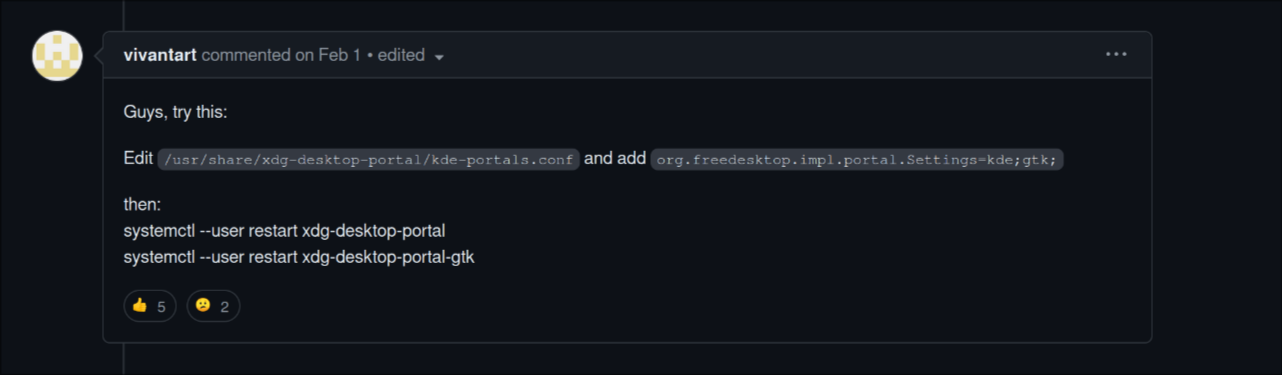 vivantart commented on Feb 1 • edited
Guys, try this:
Edit /usr/share/xdg-desktop-portal/kde-portals.conf and add org.freedesktop.impl.portal.Settings=kde;gtk;
then:
systemctl --user restart xdg-desktop-portal
systemctl --user restart xdg-desktop-portal-gtk
👍 5 😕 2